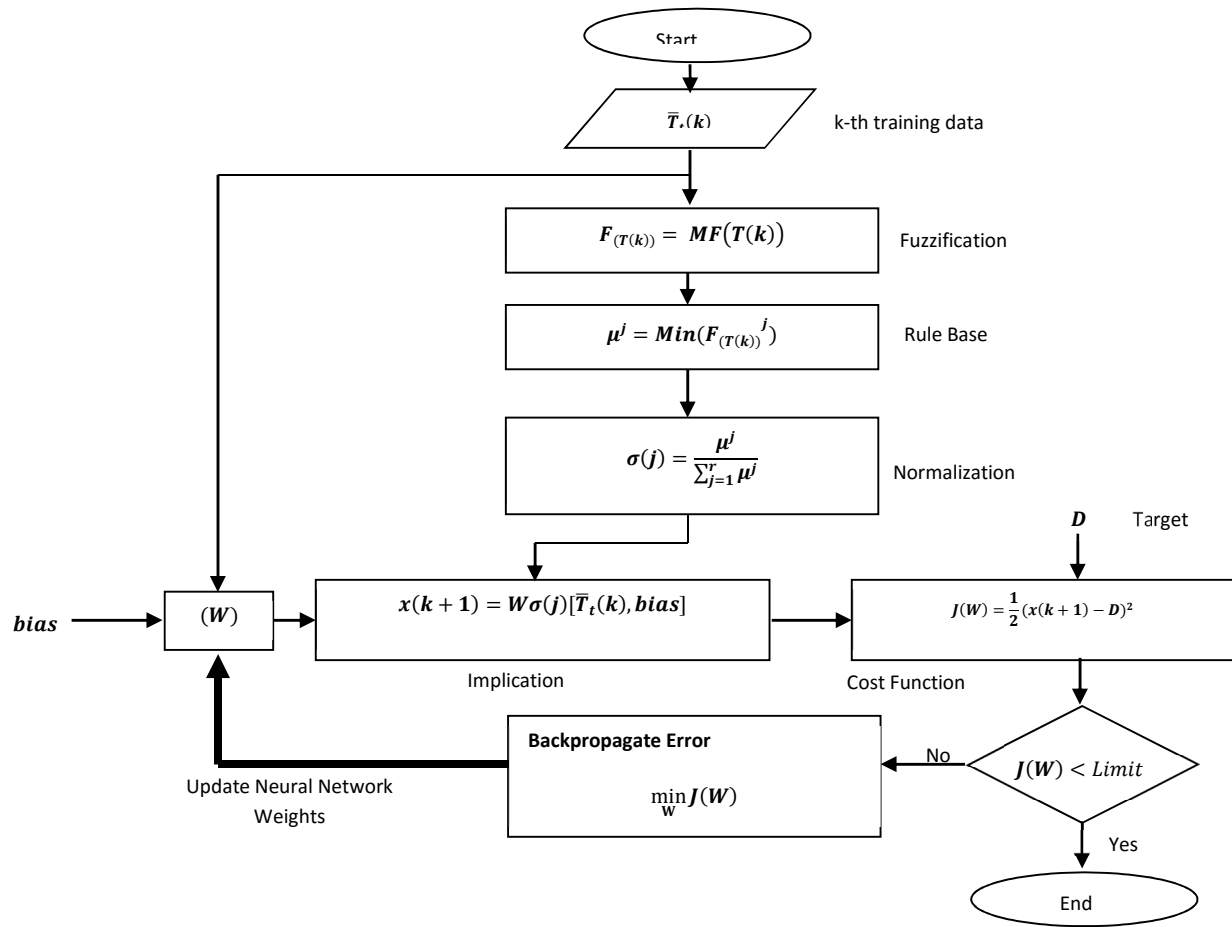 Start
T̅ₜ(k)
k-th training data
F₍T(k)₎ = MF(T(k))
Fuzzification
μʲ = Min(F₍T(k)₎ʲ)
Rule Base
σ(j) = μʲ / ∑ʳⱼ₌₁ μʲ
Normalization
D Target
bias
(W)
x(k + 1) = Wσ(j)[T̅ₜ(k), bias]
J(W) = 1/2 (x(k + 1) − D)²
Implication
Cost Function
Backpropagate Error
min J(W)
W
No
J(W) < Limit
Update Neural Network
Weights
Yes
End